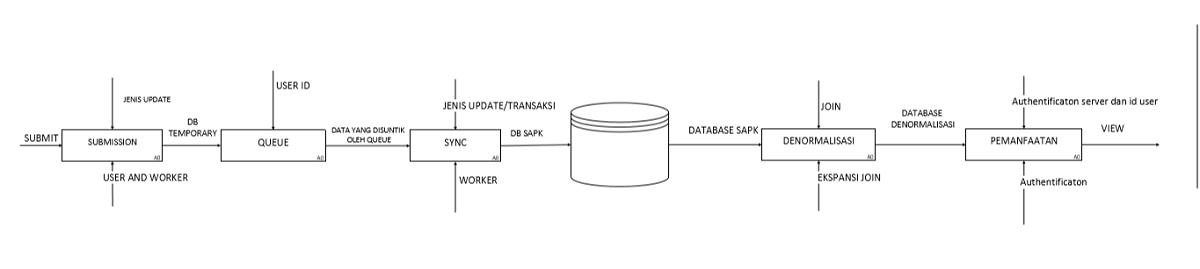 SUBMIT
JENIS UPDATE
SUBMISSION
A0
USER AND WORKER
DB
TEMPORARY
USER ID
QUEUE
A0
DATA YANG DISUNTIK
OLEH QUEUE
JENIS UPDATE/TRANSAKSI
SYNC
A0
WORKER
DB SAPK
DATABASE SAPK
JOIN
DENORMALISASI
A0
EKSPANSI JOIN
DATABASE
DENORMALISASI
Authentificaton server dan id user
PEMANFAATAN
A0
Authentificaton
VIEW